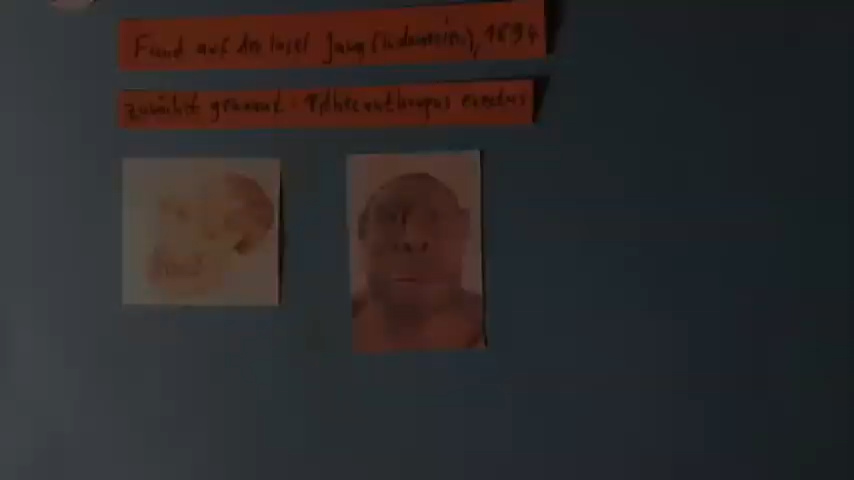 Fund auf der Insel Java (Indonesien), 1894
zunächst genannt: Pithecanthropus erectus